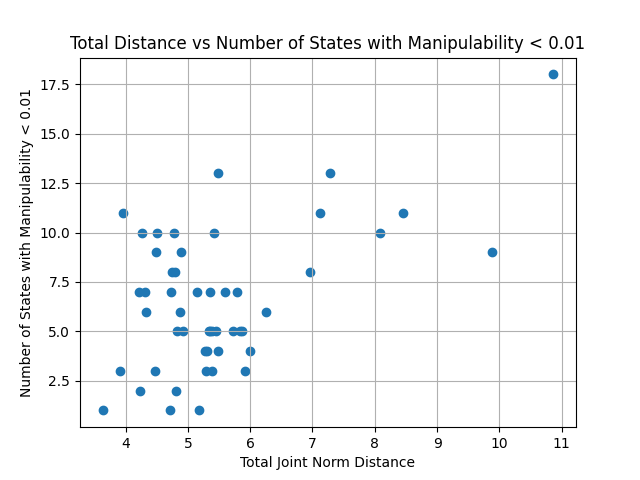 Total Distance vs Number of States with Manipulability < 0.01
Number of States with Manipulability < 0.01
17.5
15.0
12.5
10.0
7.5
5.0
2.5
4 5 6 7 8 9 10 11
Total Joint Norm Distance